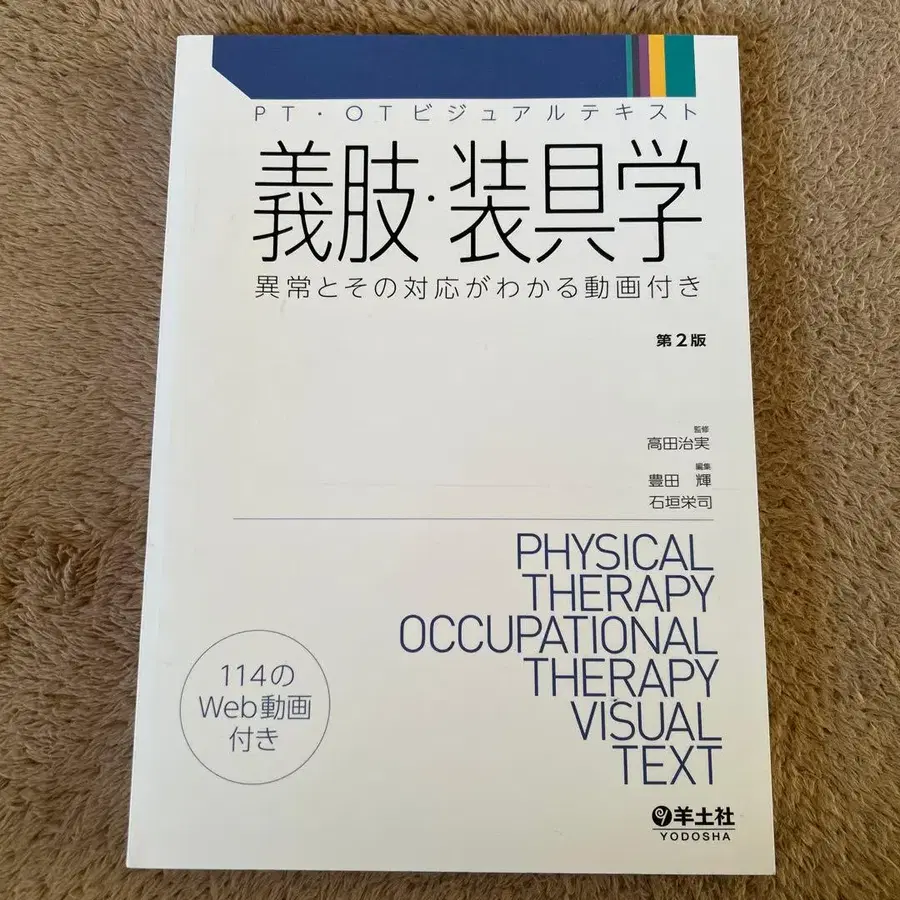 PT・OTビジュアルテキスト
義肢・装具学
異常とその対応がわかる動画付き
第2版
監修
高田治実
編集
豊田 輝
石垣栄司
PHYSICAL
THERAPY
OCCUPATIONAL
THERAPY
VISUAL
TEXT
114の
Web動画
付き
羊土社
YODOSHA